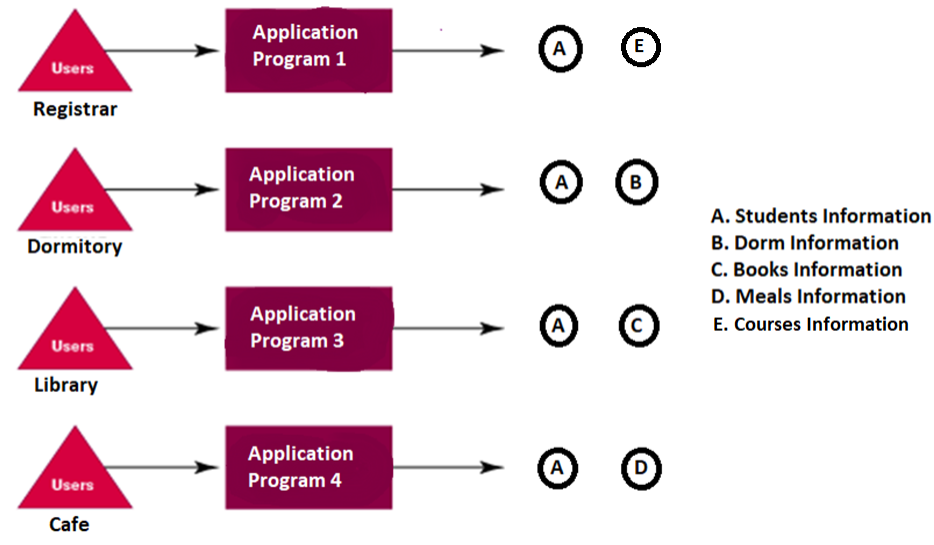 Users
Registrar
Application
Program 1
A
E
Users
Dormitory
Application
Program 2
A
B
Users
Library
Application
Program 3
A
C
Users
Cafe
Application
Program 4
A
D
A. Students Information
B. Dorm Information
C. Books Information
D. Meals Information
E. Courses Information